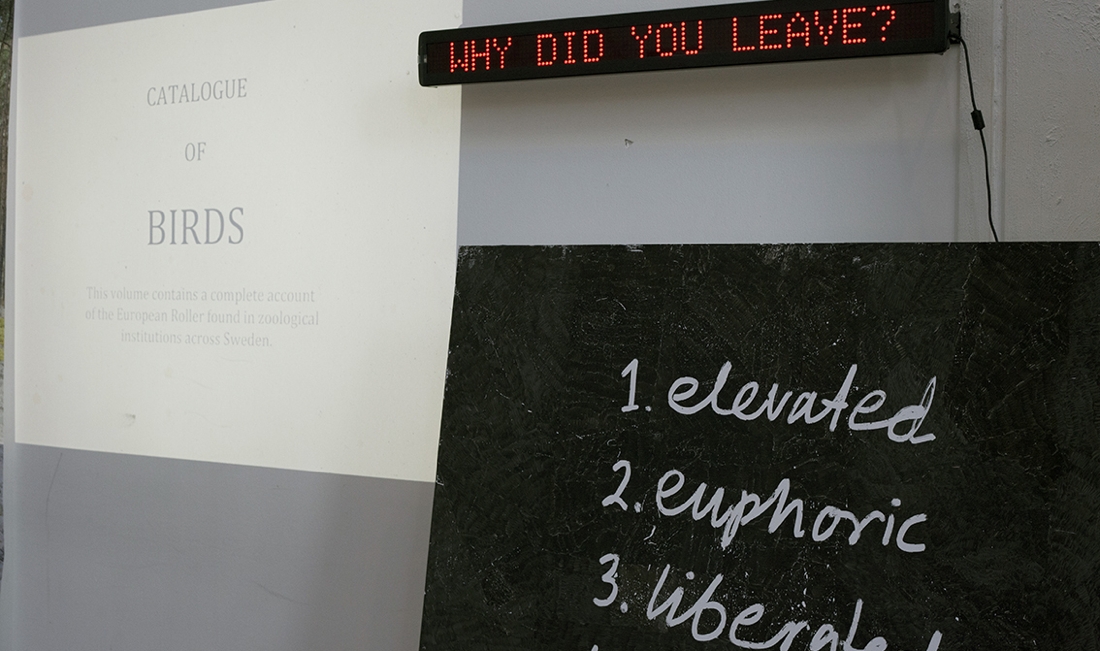 WHY DID YOU LEAVE?
CATALOGUE
OF
BIRDS
This volume contains a complete account
of the European Roller found in zoological
institutions across Sweden.
1. elevated
2. euphoric
3.